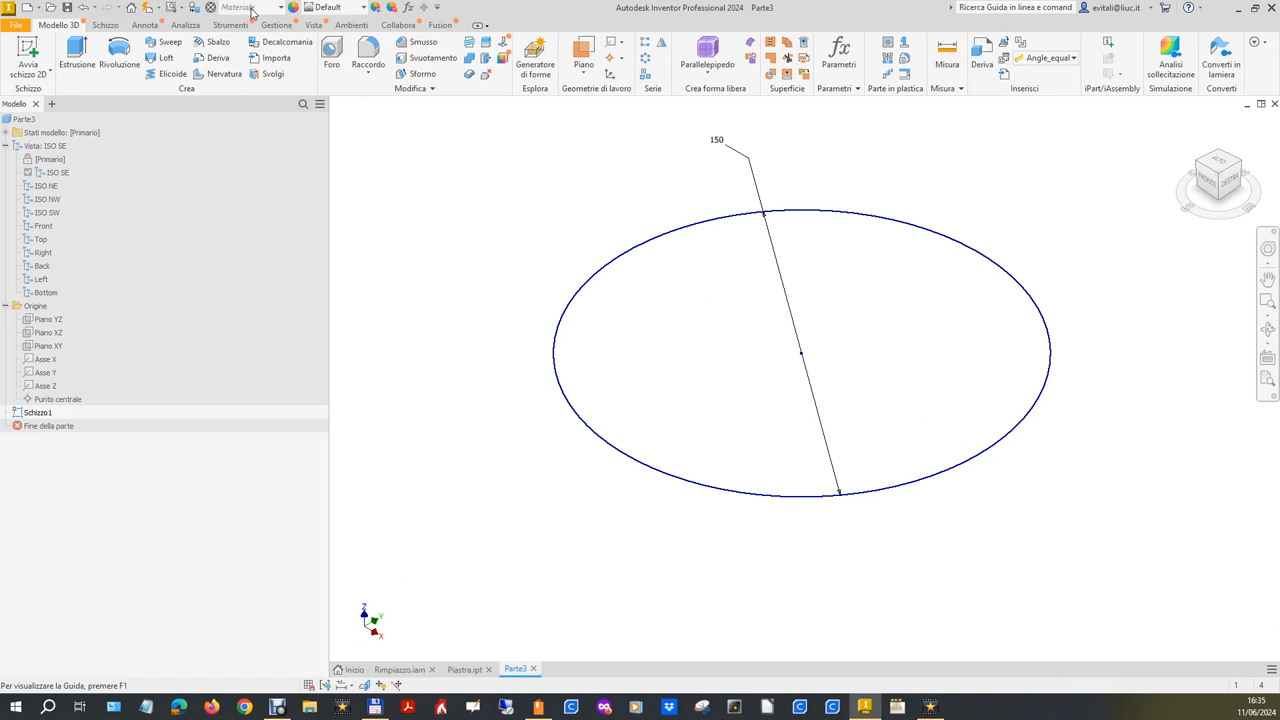 Materiale
Default
Autodesk Inventor Professional 2024 Parte3
Ricerca Guida in linea e comand
evitali@liuc.it
File
Modello 3D
Schizzo
Annota
Analizza
Strumenti
Gestione
Vista
Ambienti
Collabora
Fusion
Avvia schizzo 2D
Estrusione
Rivoluzione
Sweep
Sbalzo
Decalcomania
Loft
Deriva
Importa
Elicoide
Nervatura
Svolgi
Foro
Raccordo
Smusso
Svuotamento
Sformo
Generatore di forme
Piano
Parallelepipedo
fx
Parametri
Misura
Deriva
Angle_equal
Analisi sollecitazione
Converti in lamiera
Schizzo
Crea
Modifica
Esplora
Geometrie di lavoro
Serie
Crea forma libera
Superficie
Parametri
Parte in plastica
Misura
Inserisci
iPart/iAssembly
Simulazione
Converti
Modello
Parte3
Stati modello: [Primario]
Vista: ISO SE
[Primario]
ISO SE
ISO NE
ISO NW
ISO SW
Front
Top
Right
Back
Left
Bottom
Origine
Piano YZ
Piano XZ
Piano XY
Asse X
Asse Y
Asse Z
Punto centrale
Schizzo1
Fine della parte
150
ALTO
FRONTE
DESTRA
Z
Y
X
Inizio
Rimpiazzo.iam
Piastra.ipt
Parte3
Per visualizzare la Guida, premere F1
1
4
16:35
11/06/2024